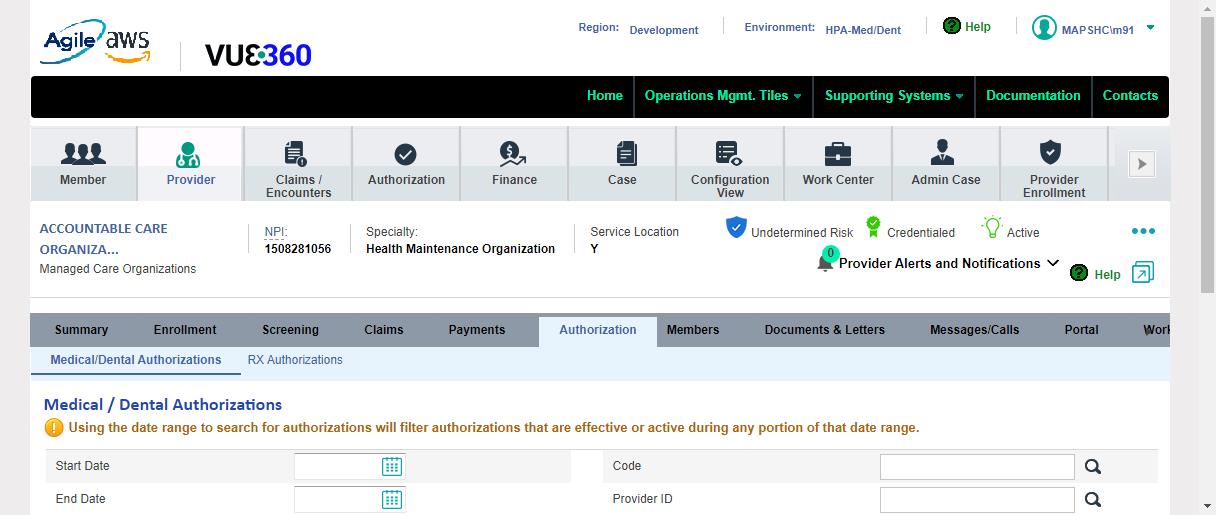 Agile aws
VUE360
Region: Development
Environment: HPA-Med/Dent
? Help
MAPSHC\m91
Home
Operations Mgmt. Tiles
Supporting Systems
Documentation
Contacts
Member
Provider
Claims /
Encounters
Authorization
Finance
Case
Configuration
View
Work Center
Admin Case
Provider
Enrollment
ACCOUNTABLE CARE
ORGANIZA...
Managed Care Organizations
NPI:
1508281056
Specialty:
Health Maintenance Organization
Service Location
Y
Undetermined Risk
Credentialed
Active
0
Provider Alerts and Notifications
? Help
Summary
Enrollment
Screening
Claims
Payments
Authorization
Members
Documents & Letters
Messages/Calls
Portal
Medical/Dental Authorizations
RX Authorizations
Medical / Dental Authorizations
! Using the date range to search for authorizations will filter authorizations that are effective or active during any portion of that date range.
Start Date
Code
End Date
Provider ID